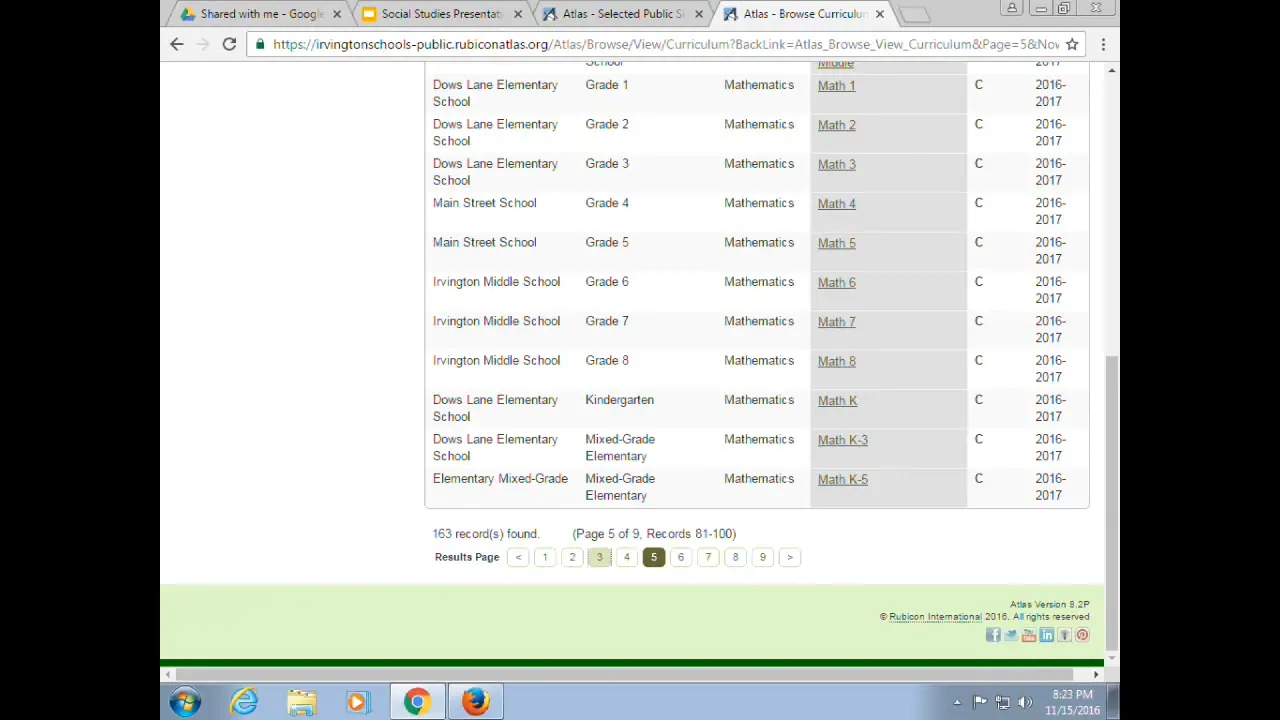 Shared with me - Google
Social Studies Presentati
Atlas - Selected Public S
Atlas - Browse Curriculum
https://irvingtonschools-public.rubiconatlas.org/Atlas/Browse/View/Curriculum?BackLink=Atlas_Browse_View_Curriculum&Page=5&Nov
School Middle 2017
Dows Lane Elementary Grade 1 Mathematics Math 1 C 2016-
School 2017
Dows Lane Elementary Grade 2 Mathematics Math 2 C 2016-
School 2017
Dows Lane Elementary Grade 3 Mathematics Math 3 C 2016-
School 2017
Main Street School Grade 4 Mathematics Math 4 C 2016-
2017
Main Street School Grade 5 Mathematics Math 5 C 2016-
2017
Irvington Middle School Grade 6 Mathematics Math 6 C 2016-
2017
Irvington Middle School Grade 7 Mathematics Math 7 C 2016-
2017
Irvington Middle School Grade 8 Mathematics Math 8 C 2016-
2017
Dows Lane Elementary Kindergarten Mathematics Math K C 2016-
School 2017
Dows Lane Elementary Mixed-Grade Mathematics Math K-3 C 2016-
School Elementary 2017
Elementary Mixed-Grade Mixed-Grade Mathematics Math K-5 C 2016-
Elementary 2017
163 record(s) found. (Page 5 of 9, Records 81-100)
Results Page < 1 2 3 4 5 6 7 8 9 >
Atlas Version 8.2P
© Rubicon International 2016. All rights reserved
8:23 PM
11/15/2016